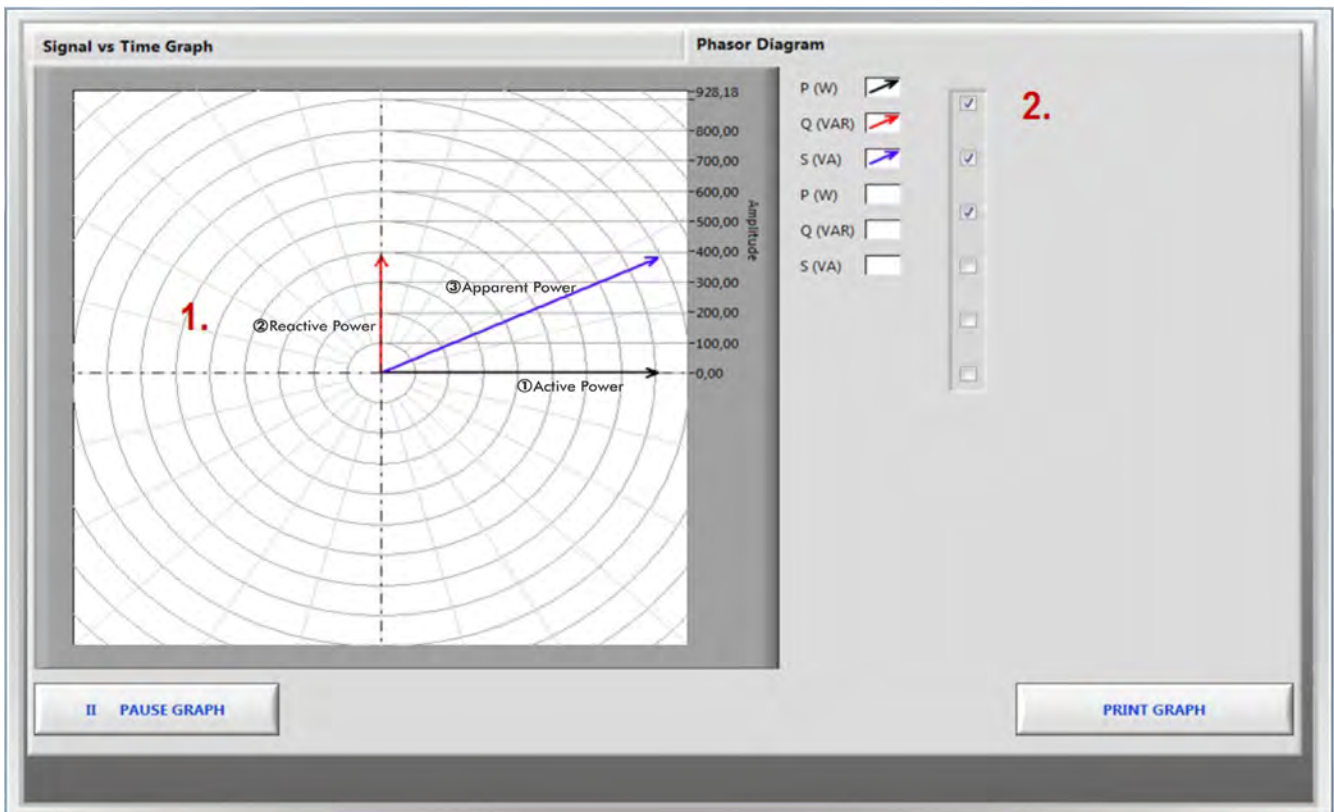 Signal vs Time Graph
Phasor Diagram
928,18
800,00
700,00
600,00
500,00
400,00
300,00
200,00
100,00
0,00
Amplitude
1.
③Apparent Power
②Reactive Power
①Active Power
P (W)
Q (VAR)
S (VA)
P (W)
Q (VAR)
S (VA)
2.
II PAUSE GRAPH
PRINT GRAPH